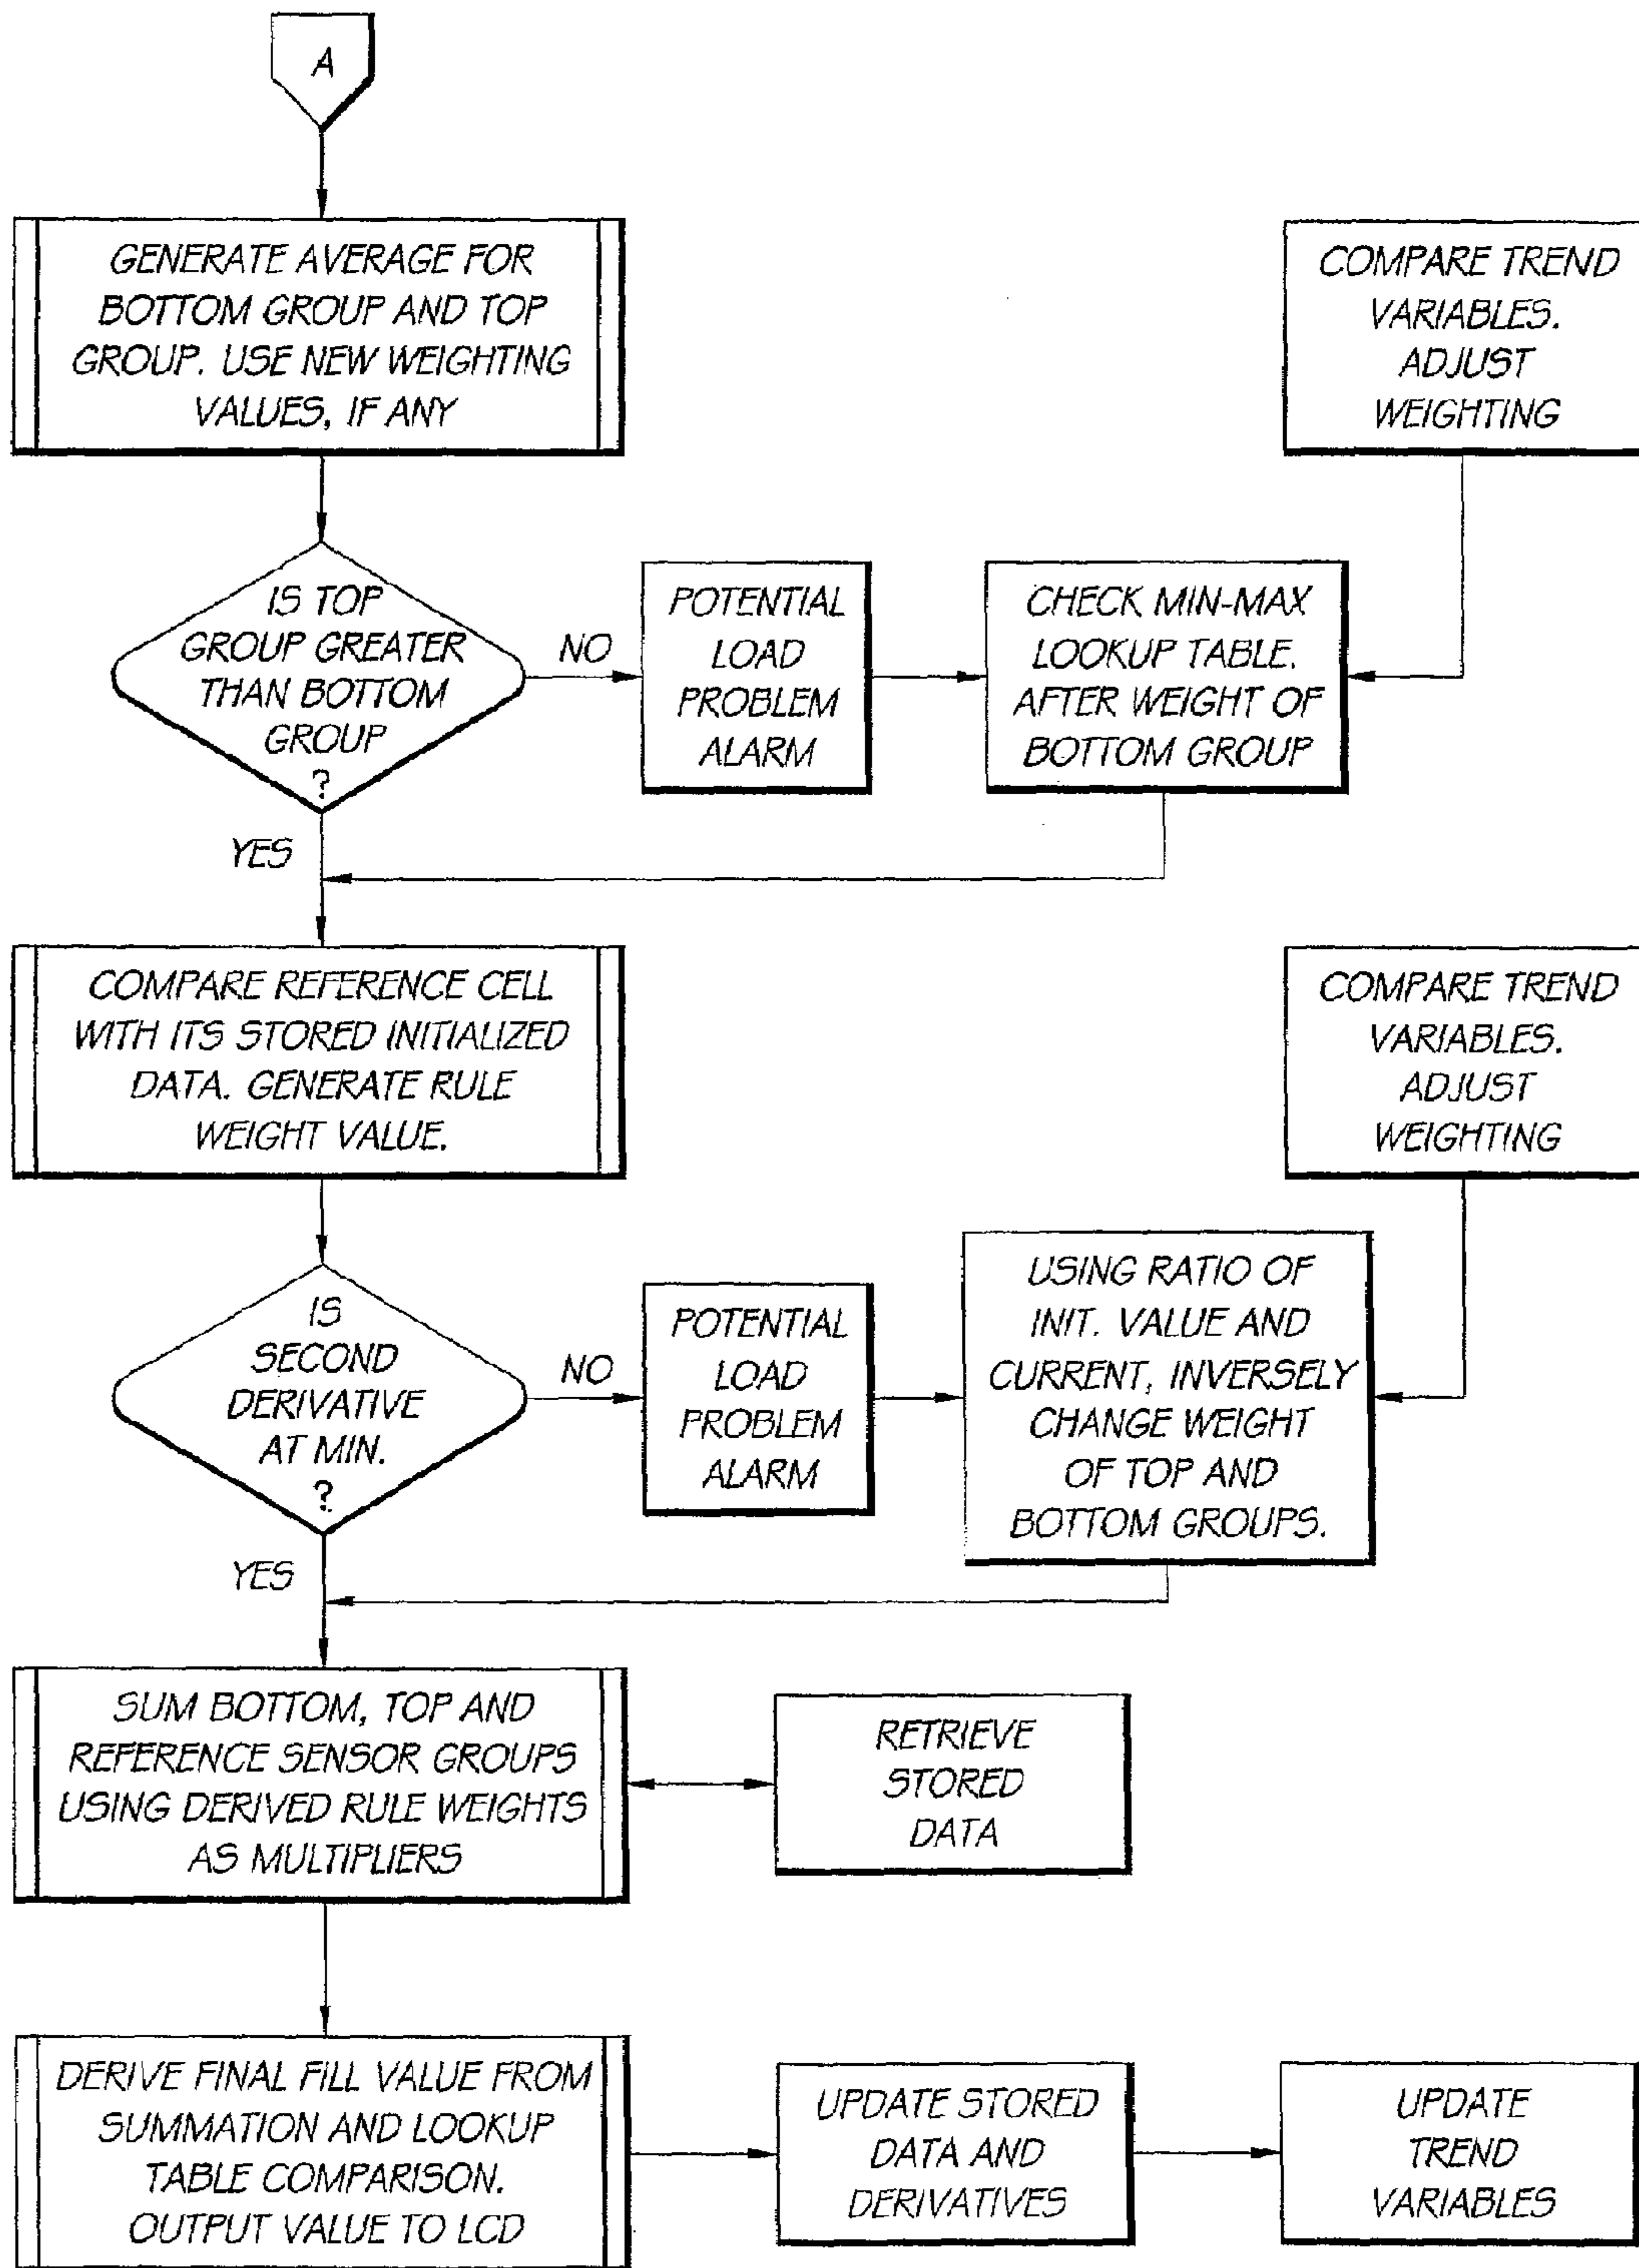 A
GENERATE AVERAGE FOR
BOTTOM GROUP AND TOP
GROUP. USE NEW WEIGHTING
VALUES, IF ANY
COMPARE TREND
VARIABLES.
ADJUST
WEIGHTING
IS TOP
GROUP GREATER
THAN BOTTOM
GROUP
?
NO
POTENTIAL
LOAD
PROBLEM
ALARM
CHECK MIN-MAX
LOOKUP TABLE.
AFTER WEIGHT OF
BOTTOM GROUP
YES
COMPARE REFERENCE CELL
WITH ITS STORED INITIALIZED
DATA. GENERATE RULE
WEIGHT VALUE.
COMPARE TREND
VARIABLES.
ADJUST
WEIGHTING
IS
SECOND
DERIVATIVE
AT MIN.
?
NO
POTENTIAL
LOAD
PROBLEM
ALARM
USING RATIO OF
INIT. VALUE AND
CURRENT, INVERSELY
CHANGE WEIGHT
OF TOP AND
BOTTOM GROUPS.
YES
SUM BOTTOM, TOP AND
REFERENCE SENSOR GROUPS
USING DERIVED RULE WEIGHTS
AS MULTIPLIERS
RETRIEVE
STORED
DATA
DERIVE FINAL FILL VALUE FROM
SUMMATION AND LOOKUP
TABLE COMPARISON.
OUTPUT VALUE TO LCD
UPDATE STORED
DATA AND
DERIVATIVES
UPDATE
TREND
VARIABLES